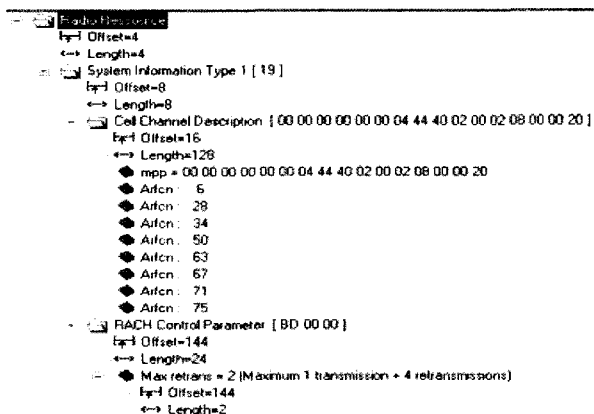 Radio Ressource
Offset=4
Length=4
System Information Type 1 [ 19 ]
Offset=8
Length=8
Cell Channel Description [ 00 00 00 00 00 00 04 44 40 02 00 02 08 00 00 20 ]
Offset=16
Length=128
mpp = 00 00 00 00 00 00 04 44 40 02 00 02 08 00 00 20
Arfcn : 6
Arfcn : 28
Arfcn : 34
Arfcn : 50
Arfcn : 63
Arfcn : 67
Arfcn : 71
Arfcn : 75
RACH Control Parameter [ BD 00 00 ]
Offset=144
Length=24
Max retrans = 2 (Maximum 1 transmission + 4 retransmissions)
Offset=144
Length=2